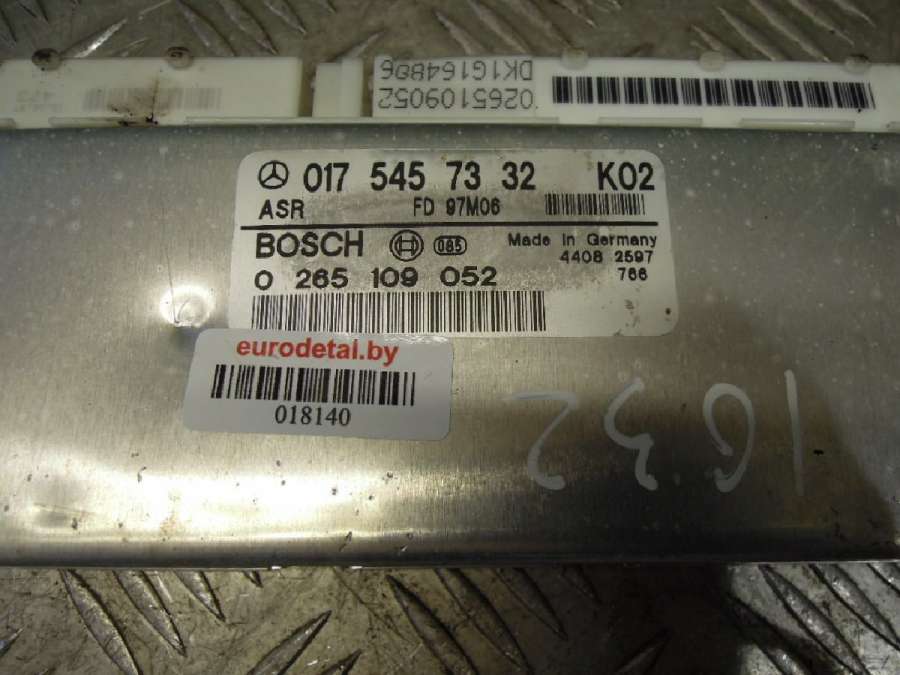 DK1G164806
0265109052
017 545 73 32 K02
ASR FD 97M06
BOSCH 085 Made in Germany
4408 2597
0 265 109 052 766
eurodetal.by
018140
1632